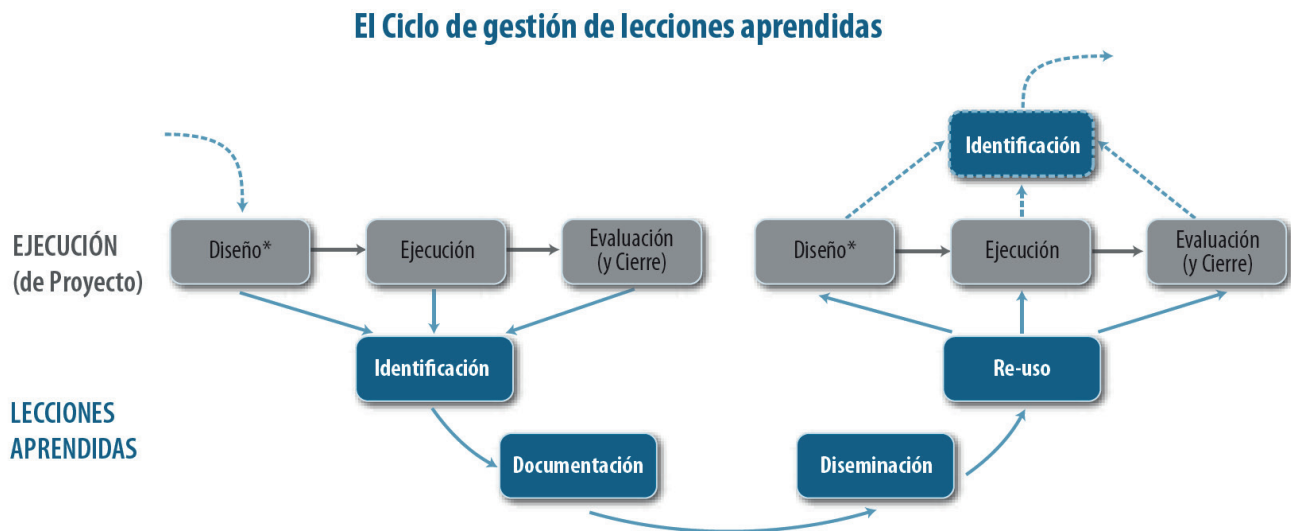 El Ciclo de gestión de lecciones aprendidas
Identificación
EJECUCIÓN
(de Proyecto)
Diseño*
Ejecución
Evaluación
(y Cierre)
Diseño*
Ejecución
Evaluación
(y Cierre)
Identificación
Re-uso
LECCIONES
APRENDIDAS
Documentación
Diseminación